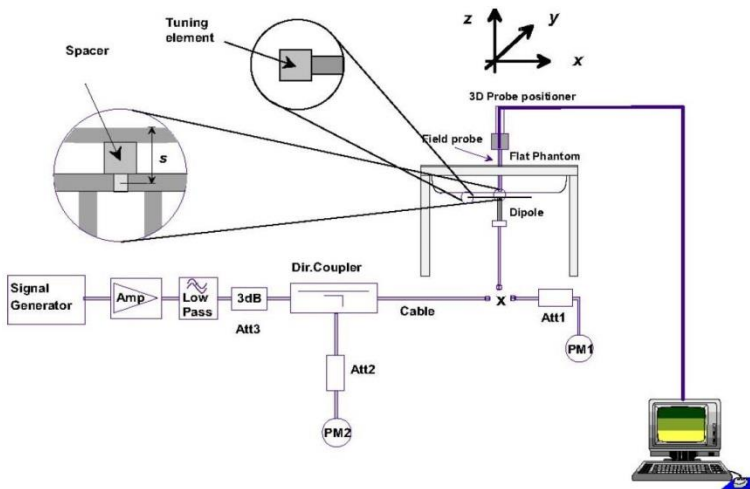 Tuning
element
Spacer
z
y
x
3D Probe positioner
Field probe
Flat Phantom
s
Dipole
Dir.Coupler
Signal
Generator
Amp
Low
Pass
3dB
Att3
Cable
x
Att1
PM1
Att2
PM2